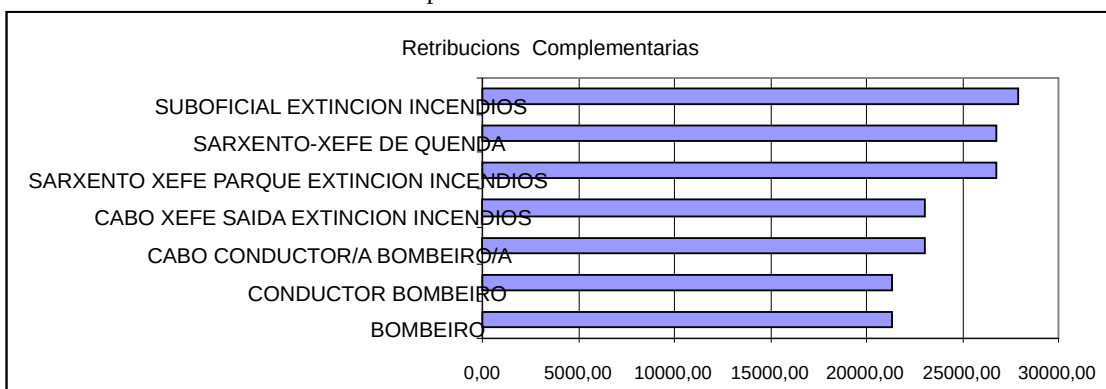 Retribucions Complementarias
SUBOFICIAL EXTINCION INCENDIOS
SARXENTO-XEFE DE QUENDA
SARXENTO XEFE PARQUE EXTINCION INCENDIOS
CABO XEFE SAIDA EXTINCION INCENDIOS
CABO CONDUCTOR/A BOMBEIRO/A
CONDUCTOR BOMBEIRO
BOMBEIRO
0,00 5000,00 10000,00 15000,00 20000,00 25000,00 30000,00